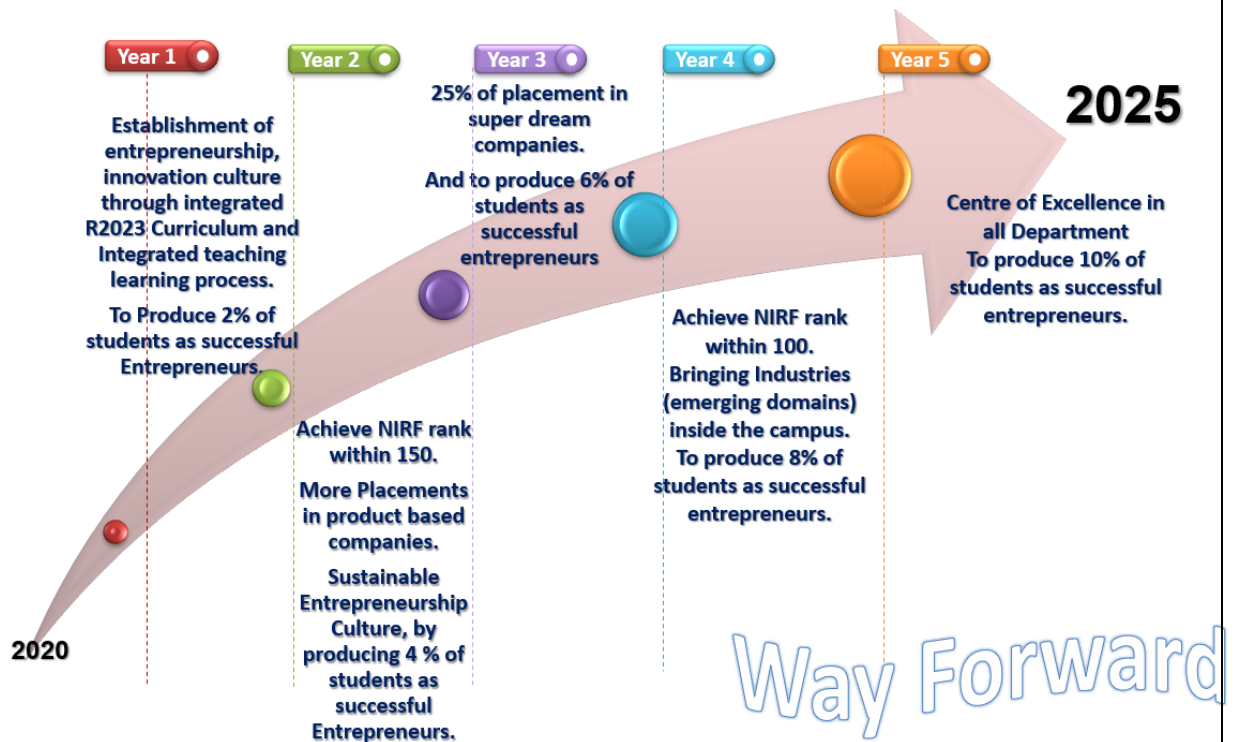 Year 1
Establishment of
entrepreneurship,
innovation culture
through integrated
R2023 Curriculum and
Integrated teaching
learning process.
To Produce 2% of
students as successful
Entrepreneurs.
Year 2
Achieve NIRF rank
within 150.
More Placements
in product based
companies.
Sustainable
Entrepreneurship
Culture, by
producing 4 % of
students as
successful
Entrepreneurs.
Year 3
25% of placement in
super dream
companies.
And to produce 6% of
students as
successful
entrepreneurs
Year 4
Achieve NIRF rank
within 100.
Bringing Industries
(emerging domains)
inside the campus.
To produce 8% of
students as successful
entrepreneurs.
Year 5
2025
Centre of Excellence in
all Department
To produce 10% of
students as successful
entrepreneurs.
2020
Way Forward